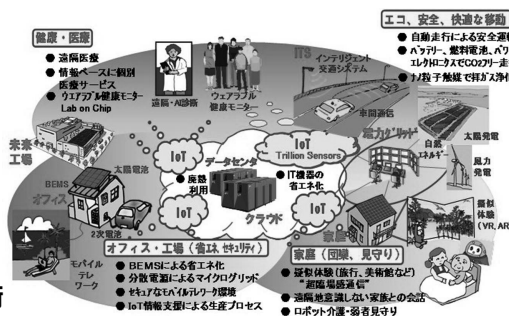 健康・医療
● 遠隔医療
● 情報ベースに個別
医療サービス
● ウエアラブル健康モニター
Lab on Chip
遠隔・AI診断
ウェアラブル
健康モニター
ITS
インテリジェント
交通システム
車間通信
エコ、安全、快適な移動
● 自動走行による安全運転
● バッテリー、燃料電池、パワ
エレクトロニクスでCO2フリー走
● ナノ粒子触媒で排ガス浄化
未来
工場
太陽電池
BEMS
オフィス
2次電池
モバイル
テレ
ワーク
IoT
データセンタ
● 廃熱
利用
IoT
クラウド
IoT
Trillion Sensors
● IT機器の
省エネ化
IoT
電力グリッド
自然
エネルギー
太陽発電
風力
発電
家庭
疑似
体験
(VR, AR
オフィス・工場(省エネ, セキュリティ)
● BEMSによる省エネ化
● 分散電源によるマイクログリッド
● セキュアなモバイルテレワーク環境
● IoT情報支援による生産プロセス
家庭(団欒、見守り)
● 疑似体験(旅行、美術館など)
“超臨場感通信”
● 遠隔地意識しない家族との会話
● ロボット介護・弱者見守り